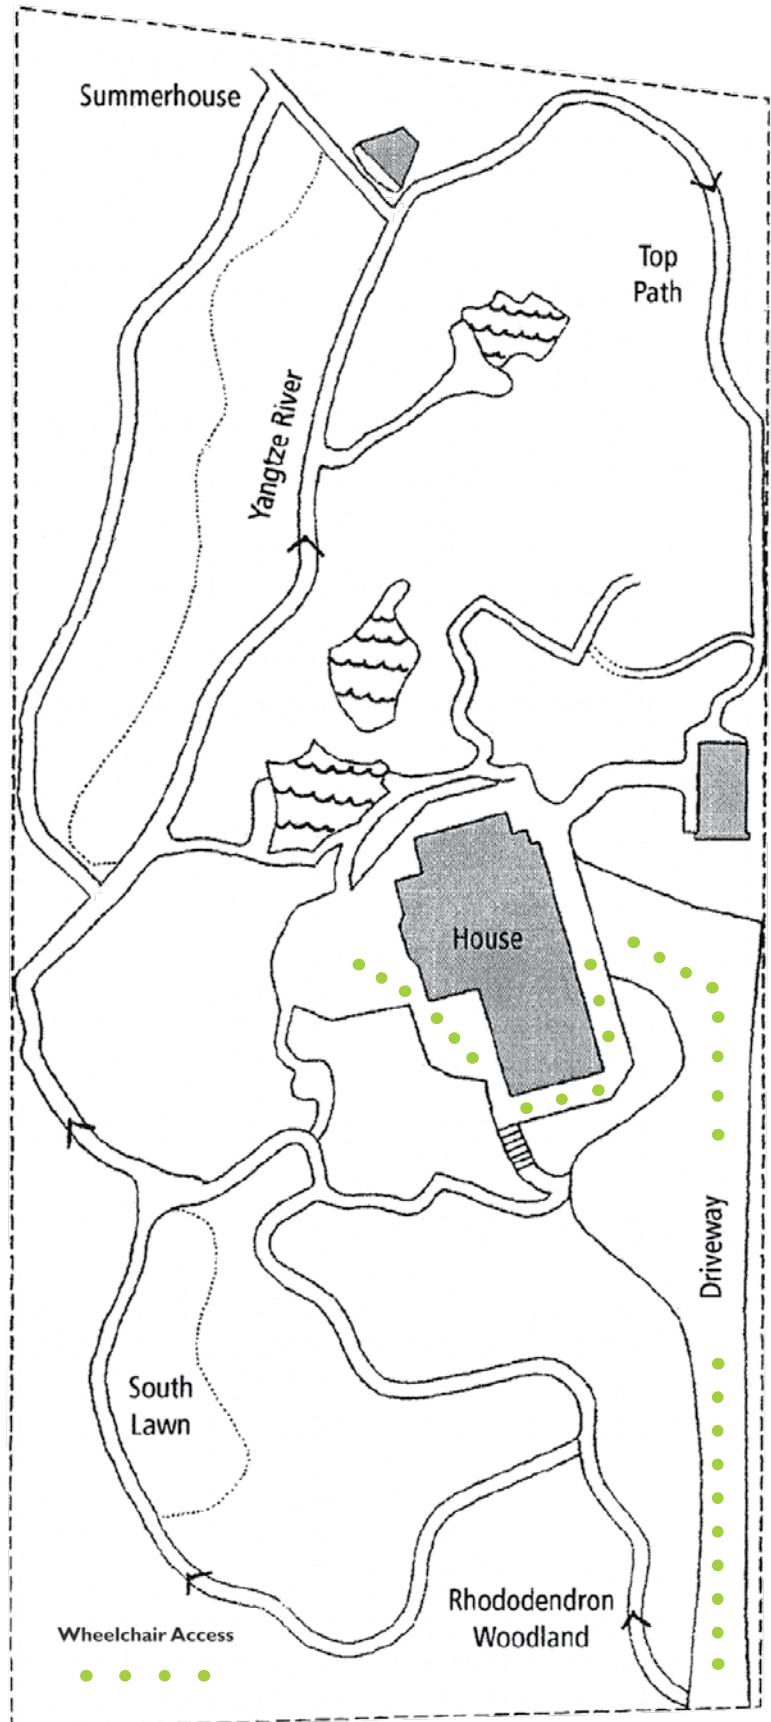 Summerhouse
Top
Path
Yangtze River
House
Driveway
South
Lawn
Rhododendron
Woodland
Wheelchair Access